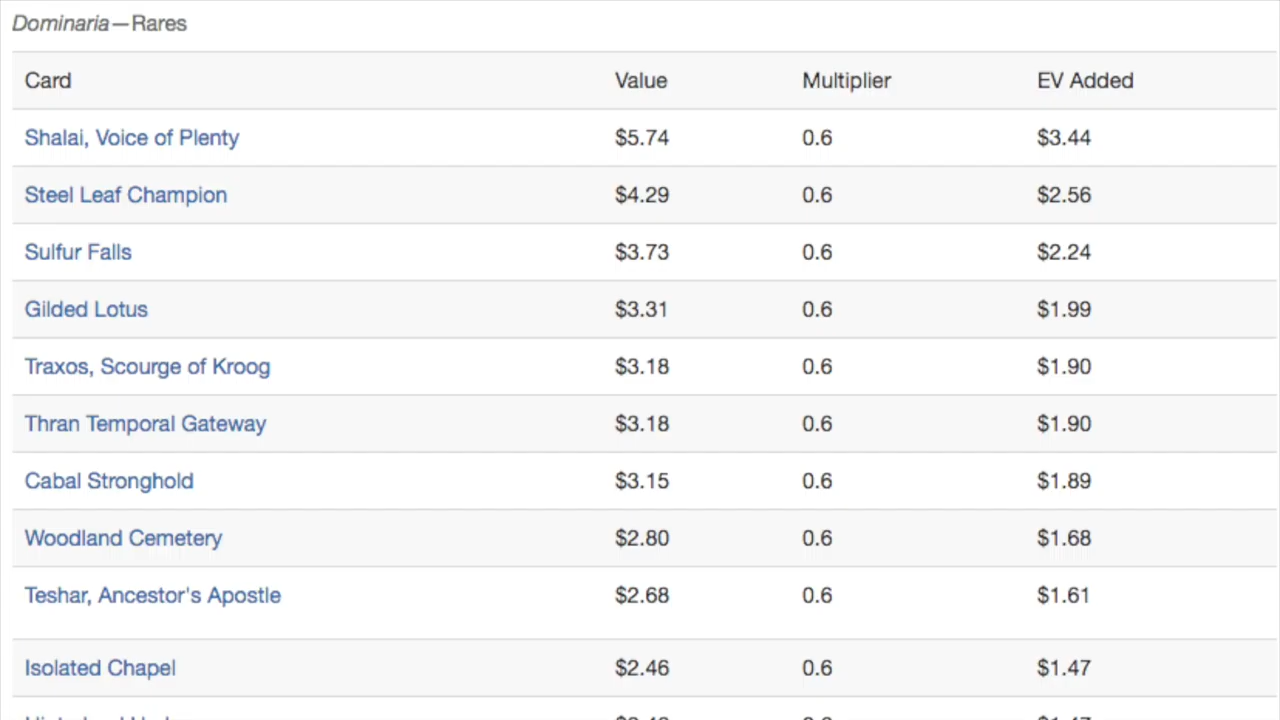 Dominaria—Rares
Card Value Multiplier EV Added
Shalai, Voice of Plenty $5.74 0.6 $3.44
Steel Leaf Champion $4.29 0.6 $2.56
Sulfur Falls $3.73 0.6 $2.24
Gilded Lotus $3.31 0.6 $1.99
Traxos, Scourge of Kroog $3.18 0.6 $1.90
Thran Temporal Gateway $3.18 0.6 $1.90
Cabal Stronghold $3.15 0.6 $1.89
Woodland Cemetery $2.80 0.6 $1.68
Teshar, Ancestor's Apostle $2.68 0.6 $1.61
Isolated Chapel $2.46 0.6 $1.47